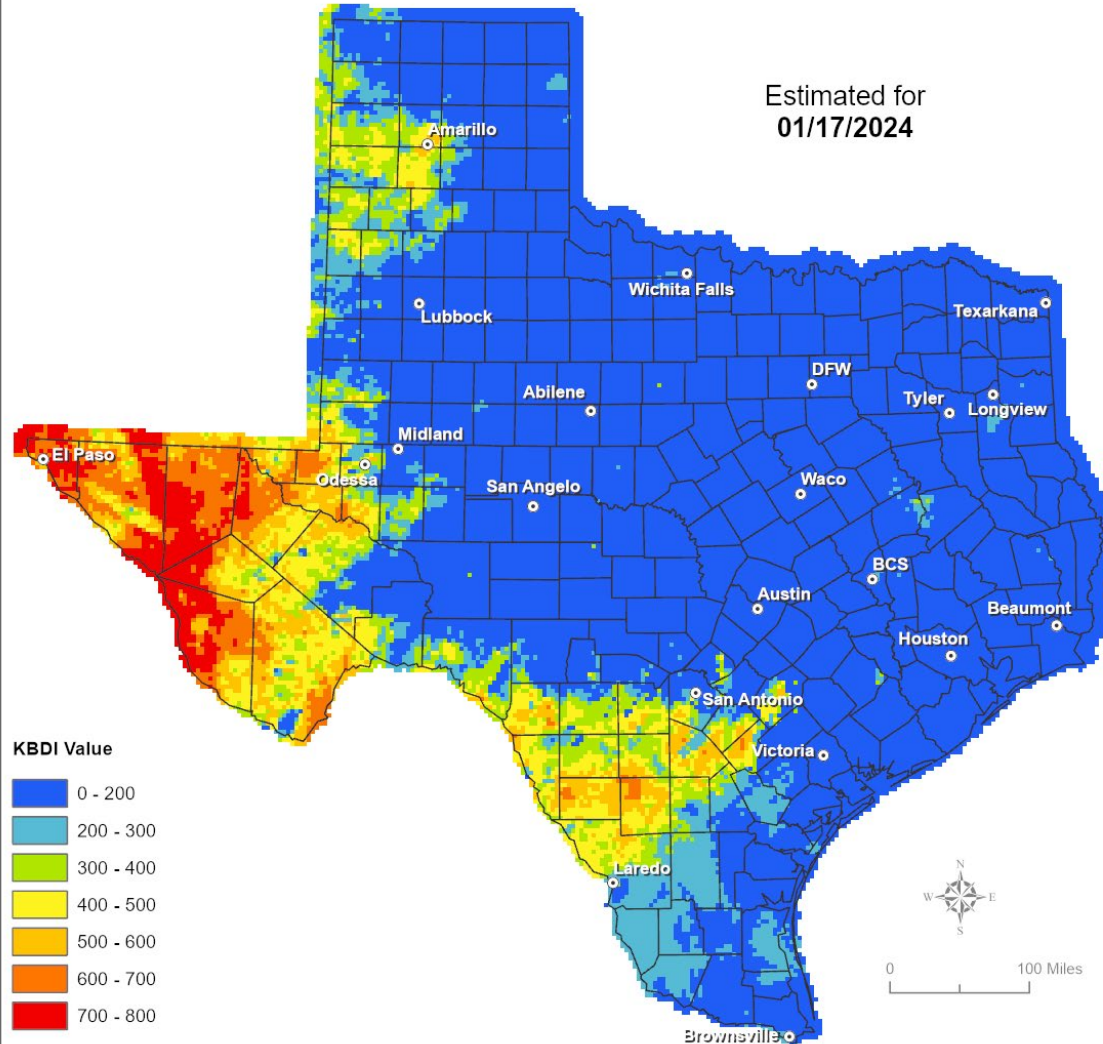 Estimated for
01/17/2024
Amarillo
Wichita Falls
Lubbock
Texarkana
DFW
Abilene
Tyler
Longview
Midland
El Paso
Odessa
San Angelo
Waco
BCS
Austin
Beaumont
Houston
San Antonio
Victoria
KBDI Value
0 - 200
200 - 300
300 - 400
400 - 500
500 - 600
600 - 700
700 - 800
Laredo
N
W E
S
0 100 Miles
Brownsville